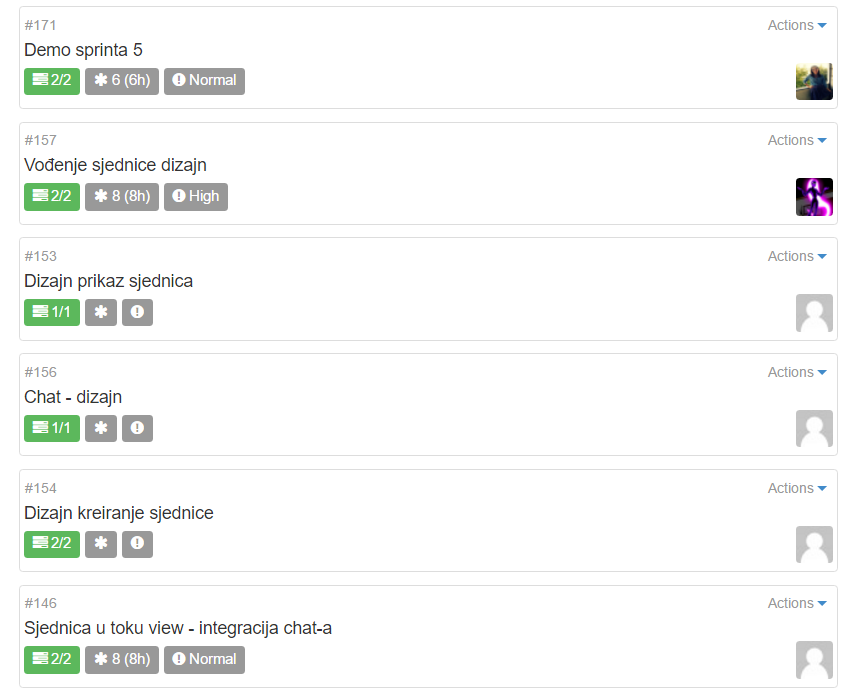 #171 Actions
Demo sprinta 5
2/2 6 (6h) Normal
#157 Actions
Vođenje sjednice dizajn
2/2 8 (8h) High
#153 Actions
Dizajn prikaz sjednica
1/1
#156 Actions
Chat - dizajn
1/1
#154 Actions
Dizajn kreiranje sjednice
2/2
#146 Actions
Sjednica u toku view - integracija chat-a
2/2 8 (8h) Normal